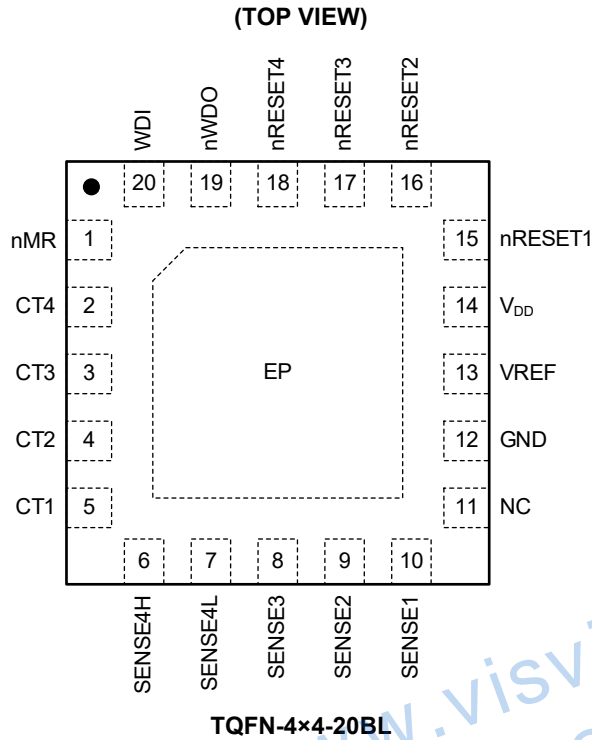 (TOP VIEW)
WDI
nWDO
nRESET4
nRESET3
nRESET2
20 19 18 17 16
nMR 1
15 nRESET1
CT4 2
14 VDD
CT3 3
EP
13 VREF
CT2 4
12 GND
CT1 5
11 NC
6 7 8 9 10
SENSE4H
SENSE4L
SENSE3
SENSE2
SENSE1
TQFN-4×4-20BL